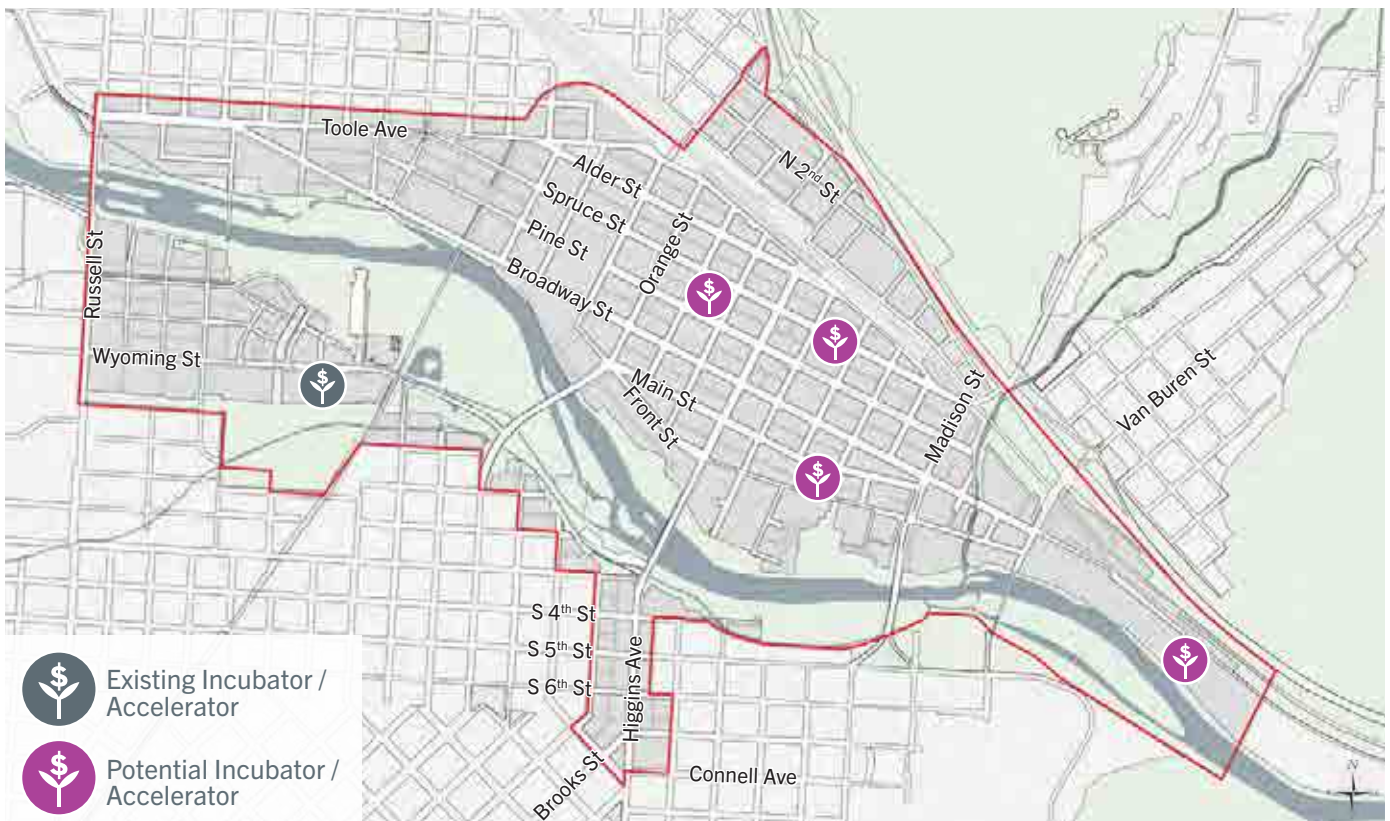 Toole Ave
N 2nd St
Alder St
Spruce St
Orange St
Pine St
Russell St
Broadway St
Wyoming St
Main St
Front St
Madison St
Van Buren St
S 4th St
S 5th St
S 6th St
Higgins Ave
Brooks St
Connell Ave
$ Existing Incubator /
Accelerator
$ Potential Incubator /
Accelerator
$
$
$
$
$
N